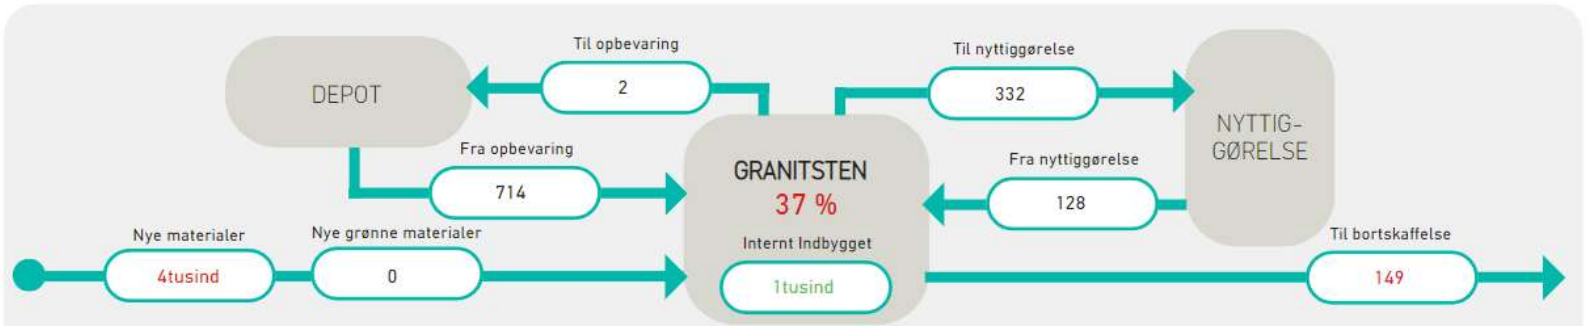 Til opbevaring
2
DEPOT
Fra opbevaring
714
Nye materialer
4tusind
Nye grønne materialer
0
GRANITSTEN
37 %
Internt Indbygget
1tusind
Til nyttiggørelse
332
NYTTIG-
GØRELSE
Fra nyttiggørelse
128
Til bortskaffelse
149